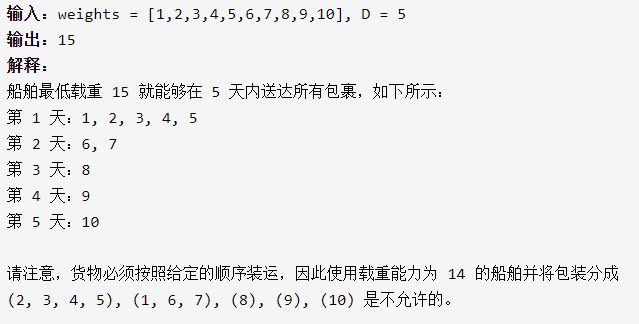 输入：weights = [1,2,3,4,5,6,7,8,9,10], D = 5
输出：15
解释：
船舶最低载重 15 就能够在 5 天内送达所有包裹，如下所示：
第 1 天：1, 2, 3, 4, 5
第 2 天：6, 7
第 3 天：8
第 4 天：9
第 5 天：10
请注意，货物必须按照给定的顺序装运，因此使用载重能力为 14 的船舶并将包装分成
(2, 3, 4, 5), (1, 6, 7), (8), (9), (10) 是不允许的。